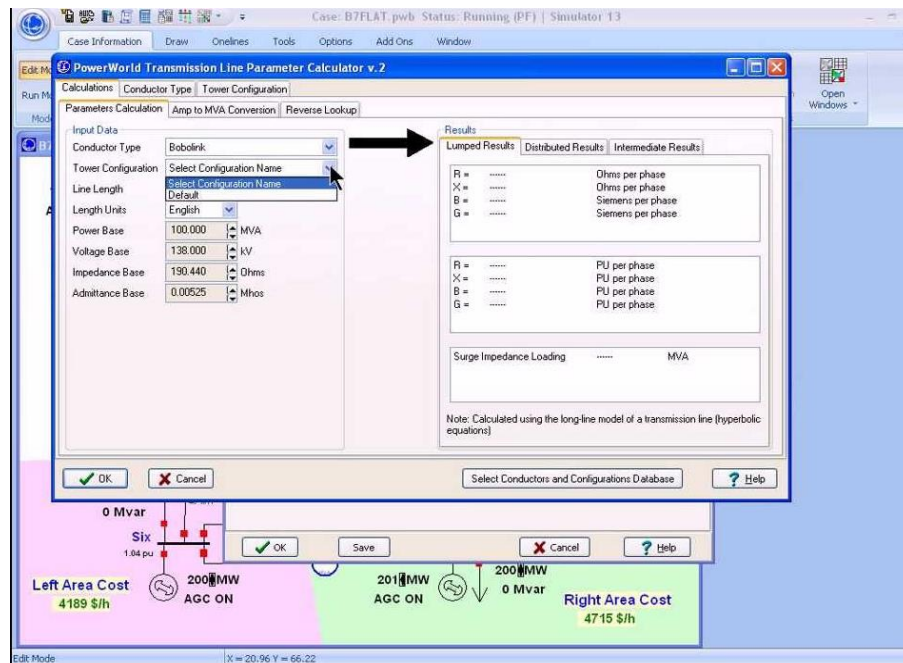 Case: B7FLAT.pwb Status: Running (PF) | Simulator 13
Case Information Draw Onelines Tools Options Add Ons Window
PowerWorld Transmission Line Parameter Calculator v.2
Calculations Conductor Type Tower Configuration
Parameters Calculation Amp to MVA Conversion Reverse Lookup
Open
Windows
Input Data
Conductor Type Bobolink
Tower Configuration Select Configuration Name
Select Configuration Name
Default
Line Length
Length Units English
Power Base 100.000 MVA
Voltage Base 138.000 kV
Impedance Base 190.440 Ohms
Admittance Base 0.00525 Mhos
Results
Lumped Results Distributed Results Intermediate Results
R = ------ Ohms per phase
X = ------ Ohms per phase
B = ------ Siemens per phase
G = ------ Siemens per phase
R = ------ PU per phase
X = ------ PU per phase
B = ------ PU per phase
G = ------ PU per phase
Surge Impedance Loading ------ MVA
Note: Calculated using the long-line model of a transmission line (hyperbolic
equations)
OK Cancel Select Conductors and Configurations Database ? Help
0 Mvar
Six
1.04 pu
OK Save Cancel ? Help
Left Area Cost
4189 $/h
200 MW
AGC ON
201 MW
AGC ON
200 MW
0 Mvar
Right Area Cost
4715 $/h
Edit Mode X = 20.96 Y = 66.22